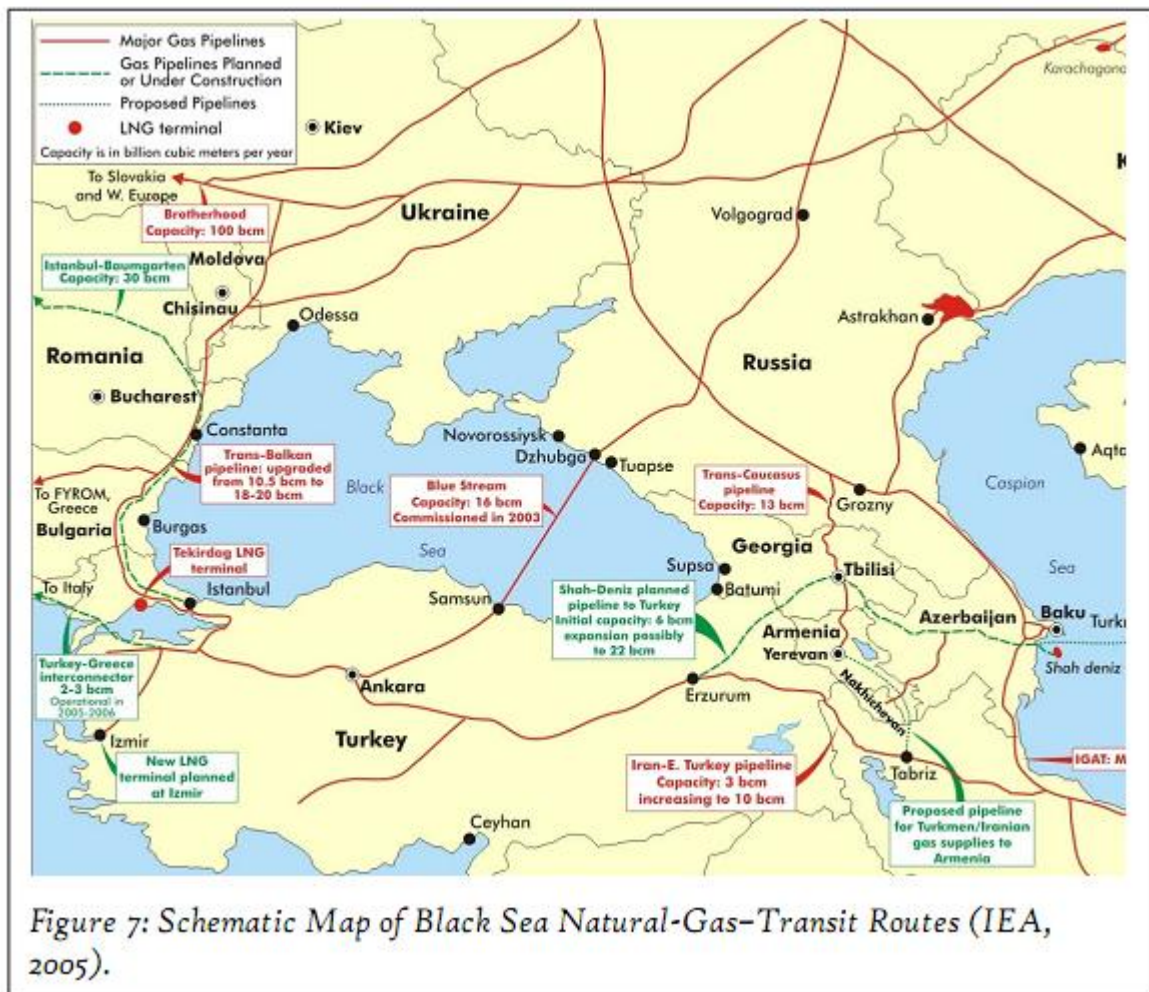 Major Gas Pipelines
Gas Pipelines Planned
or Under Construction
Proposed Pipelines
LNG terminal
Capacity is in billion cubic meters per year
Karachagana
Kiev
To Slovakia
and W. Europe
Brotherhood
Capacity: 100 bcm
Ukraine
Volgograd
K
Istanbul-Baumgarten
Capacity: 30 bcm
Moldova
Chisinau
Odessa
Astrakhan
Romania
Russia
Bucharest
Constanta
Novorossiysk
Dzhubga
Tuapse
Aqta
Trans-Balkan
pipeline: upgraded
from 10.5 bcm to
18-20 bcm
Black
Blue Stream
Capacity: 16 bcm
Commissioned in 2003
Trans-Caucasus
pipeline
Capacity: 13 bcm
Grozny
Caspian
To FYROM,
Greece
Bulgaria
Burgas
Sea
Georgia
Tekirdag LNG
terminal
Supsa
Tbilisi
Sea
To Italy
Istanbul
Samsun
Batumi
Shah-Deniz planned
pipeline to Turkey
Initial capacity: 6 bcm
expansion possibly
to 22 bcm
Azerbaijan
Baku
Turkm
Armenia
Yerevan
Shah deniz
Turkey-Greece
interconnector
2-3 bcm
Operational in
2005-2006
Ankara
Erzurum
Nakhichevan
Izmir
Turkey
New LNG
terminal planned
at Izmir
Iran-E. Turkey pipeline
Capacity: 3 bcm
increasing to 10 bcm
Tabriz
IGAT: M
Ceyhan
Proposed pipeline
for Turkmen/Iranian
gas supplies to
Armenia
Figure 7: Schematic Map of Black Sea Natural-Gas–Transit Routes (IEA,
2005).